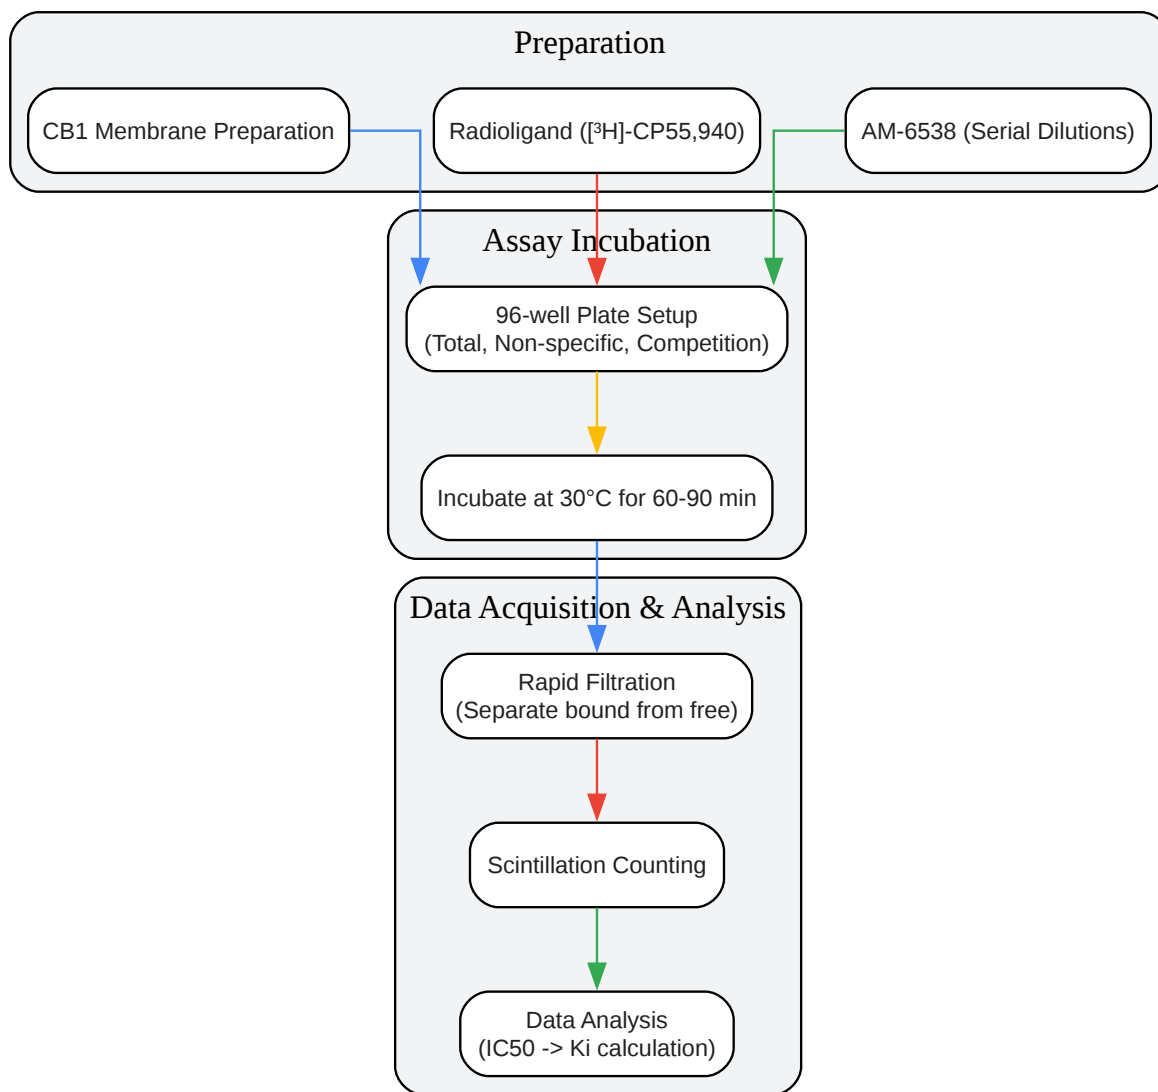 Preparation
CB1 Membrane Preparation
Radioligand ([³H]-CP55,940)
AM-6538 (Serial Dilutions)
Assay Incubation
96-well Plate Setup
(Total, Non-specific, Competition)
Incubate at 30°C for 60-90 min
Data Acquisition & Analysis
Rapid Filtration
(Separate bound from free)
Scintillation Counting
Data Analysis
(IC50 -> Ki calculation)